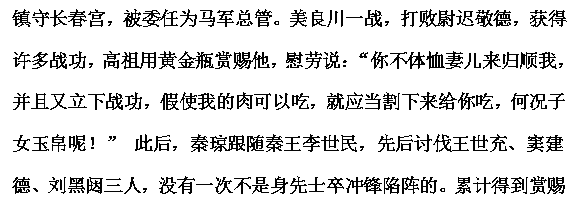 镇守长春宫，被委任为马军总管。美良川一战，打败尉迟敬德，获得
许多战功，高祖用黄金瓶赏赐他，慰劳说：“你不体恤妻儿来归顺我，
并且又立下战功，假使我的肉可以吃，就应当割下来给你吃，何况子
女玉帛呢！” 此后，秦琼跟随秦王李世民，先后讨伐王世充、窦建
德、刘黑闼三人，没有一次不是身先士卒冲锋陷阵的。累计得到赏赐